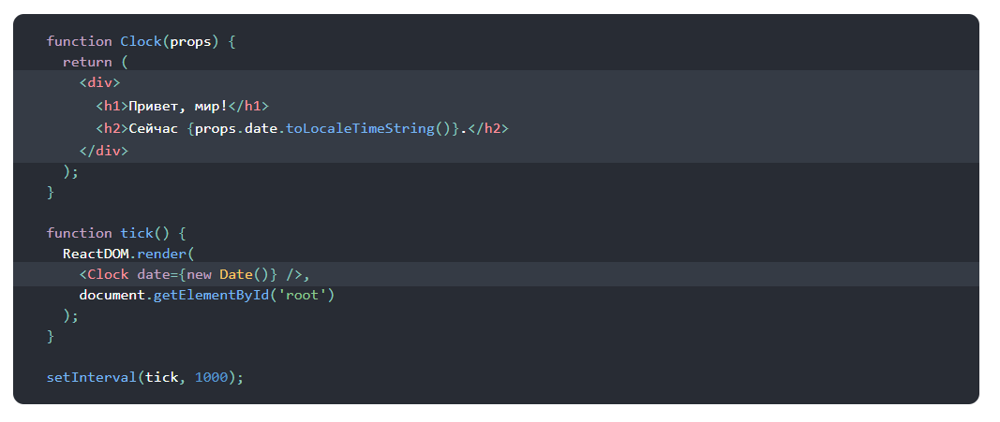 function Clock(props) {
  return (
    <div>
      <h1>Привет, мир!</h1>
      <h2>Сейчас {props.date.toLocaleTimeString()}.</h2>
    </div>
  );
}

function tick() {
  ReactDOM.render(
    <Clock date={new Date()} />,
    document.getElementById('root')
  );
}

setInterval(tick, 1000);